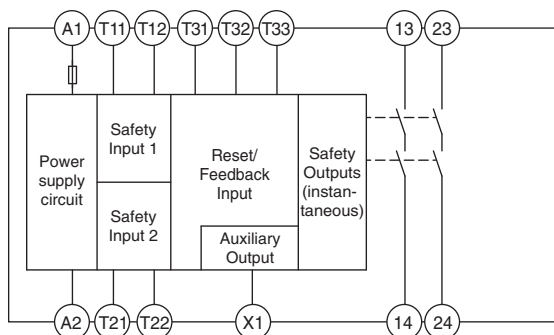 A1 T11 T12 T31 T32 T33 13 23
Power
supply
circuit
Safety
Input 1
Safety
Input 2
Reset/
Feedback
Input
Auxiliary
Output
Safety
Outputs
(instan-
taneous)
A2 T21 T22 X1 14 24